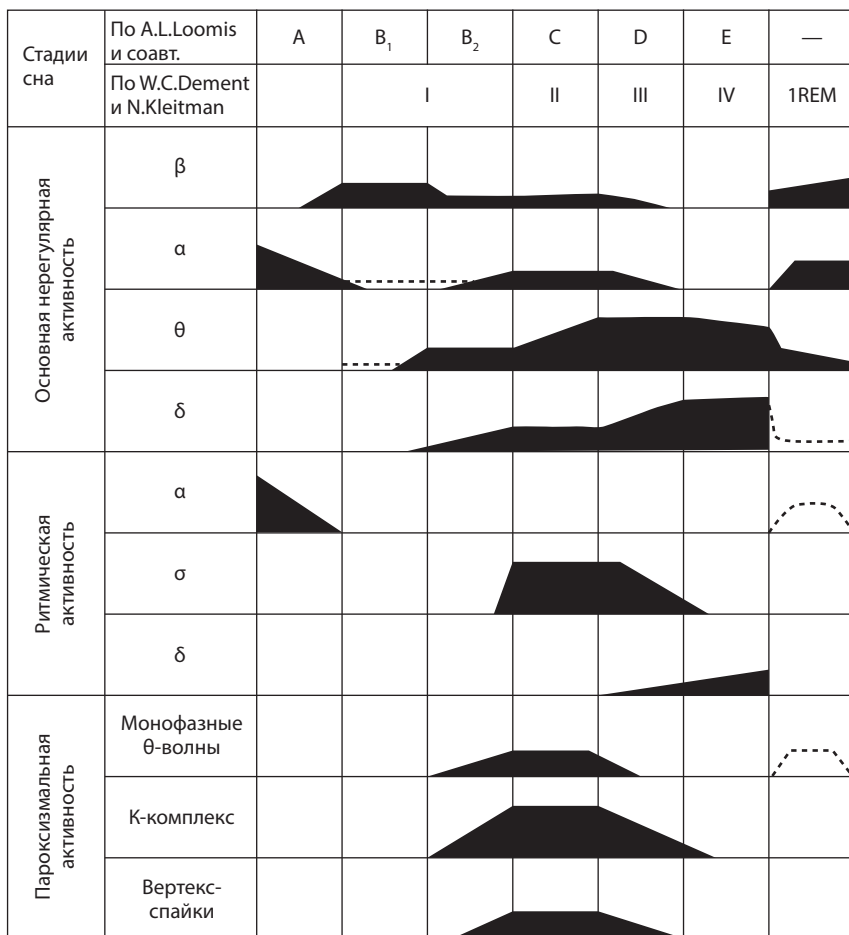 Стадии
сна
По A.L.Loomis
и соавт.
A
B1
B2
C
D
E
—
По W.C.Dement
и N.Kleitman
I
II
III
IV
1REM
Основная нерегулярная
активность
β
α
θ
δ
Ритмическая
активность
α
σ
δ
Пароксизмальная
активность
Монофазные
θ-волны
К-комплекс
Вертекс-
спайки